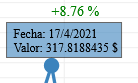 +8.76 %
Fecha: 17/4/2021
Valor: 317.8188435 $